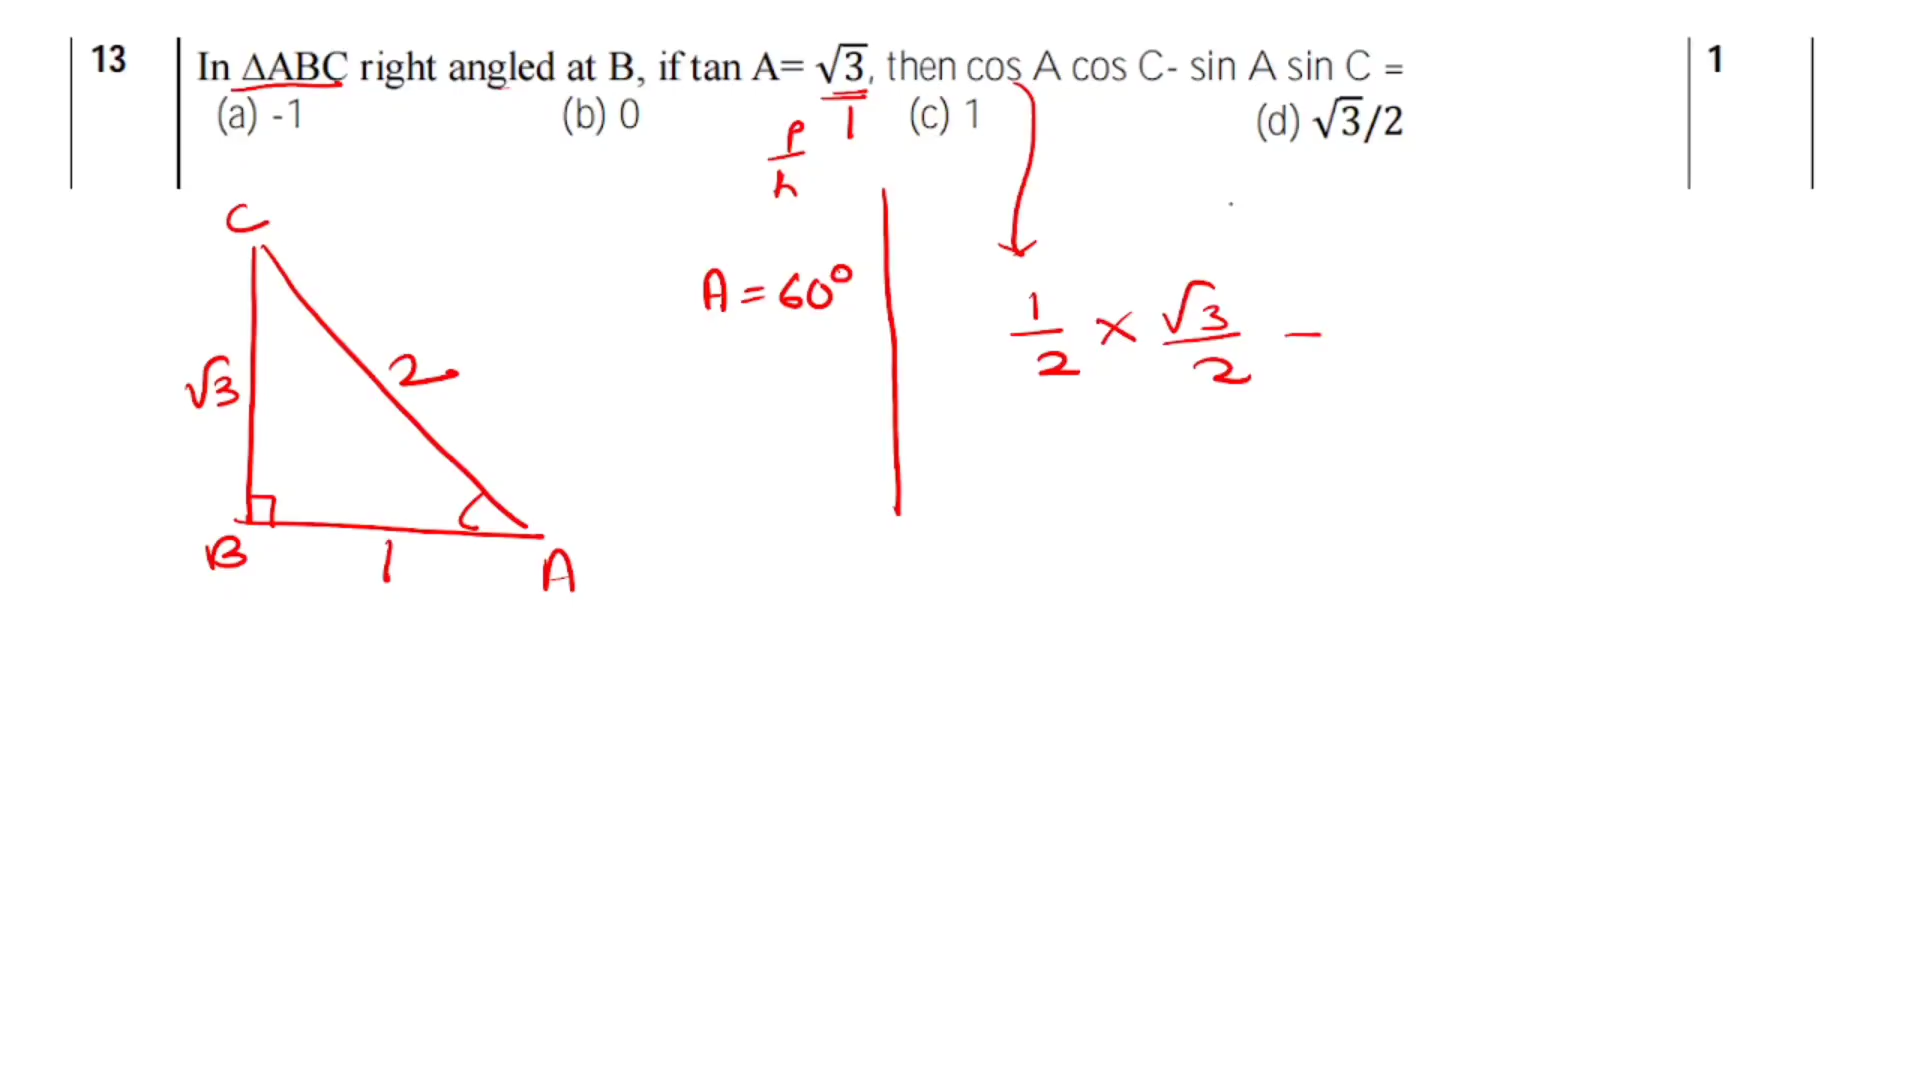 13 In ∆ABC right angled at B, if tan A= √3, then cos A cos C- sin A sin C = 1
(a) -1 (b) 0 (c) 1 (d) √3/2
1
p/h
C
A = 60°
1/2 × √3/2 −
√3
2
B
1
A